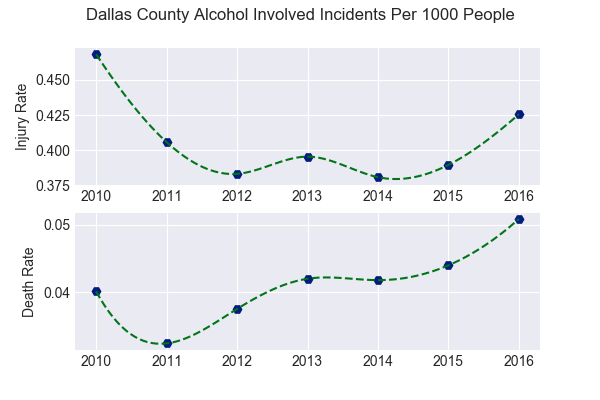 Dallas County Alcohol Involved Incidents Per 1000 People
Injury Rate
0.450
0.425
0.400
0.375
2010 2011 2012 2013 2014 2015 2016
Death Rate
0.05
0.04
2010 2011 2012 2013 2014 2015 2016